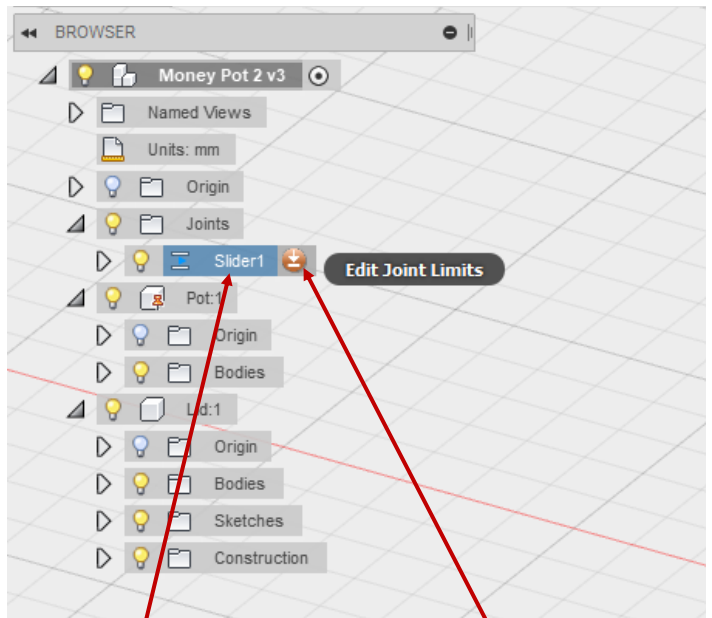 BROWSER
Money Pot 2 v3
Named Views
Units: mm
Origin
Joints
Slider1
Edit Joint Limits
Pot:1
Origin
Bodies
Lid:1
Origin
Bodies
Sketches
Construction